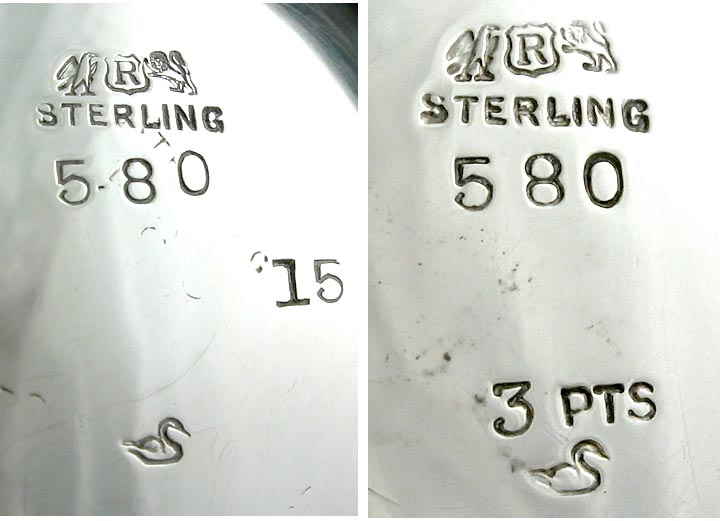 R
STERLING
580
15
R
STERLING
580
3 PTS